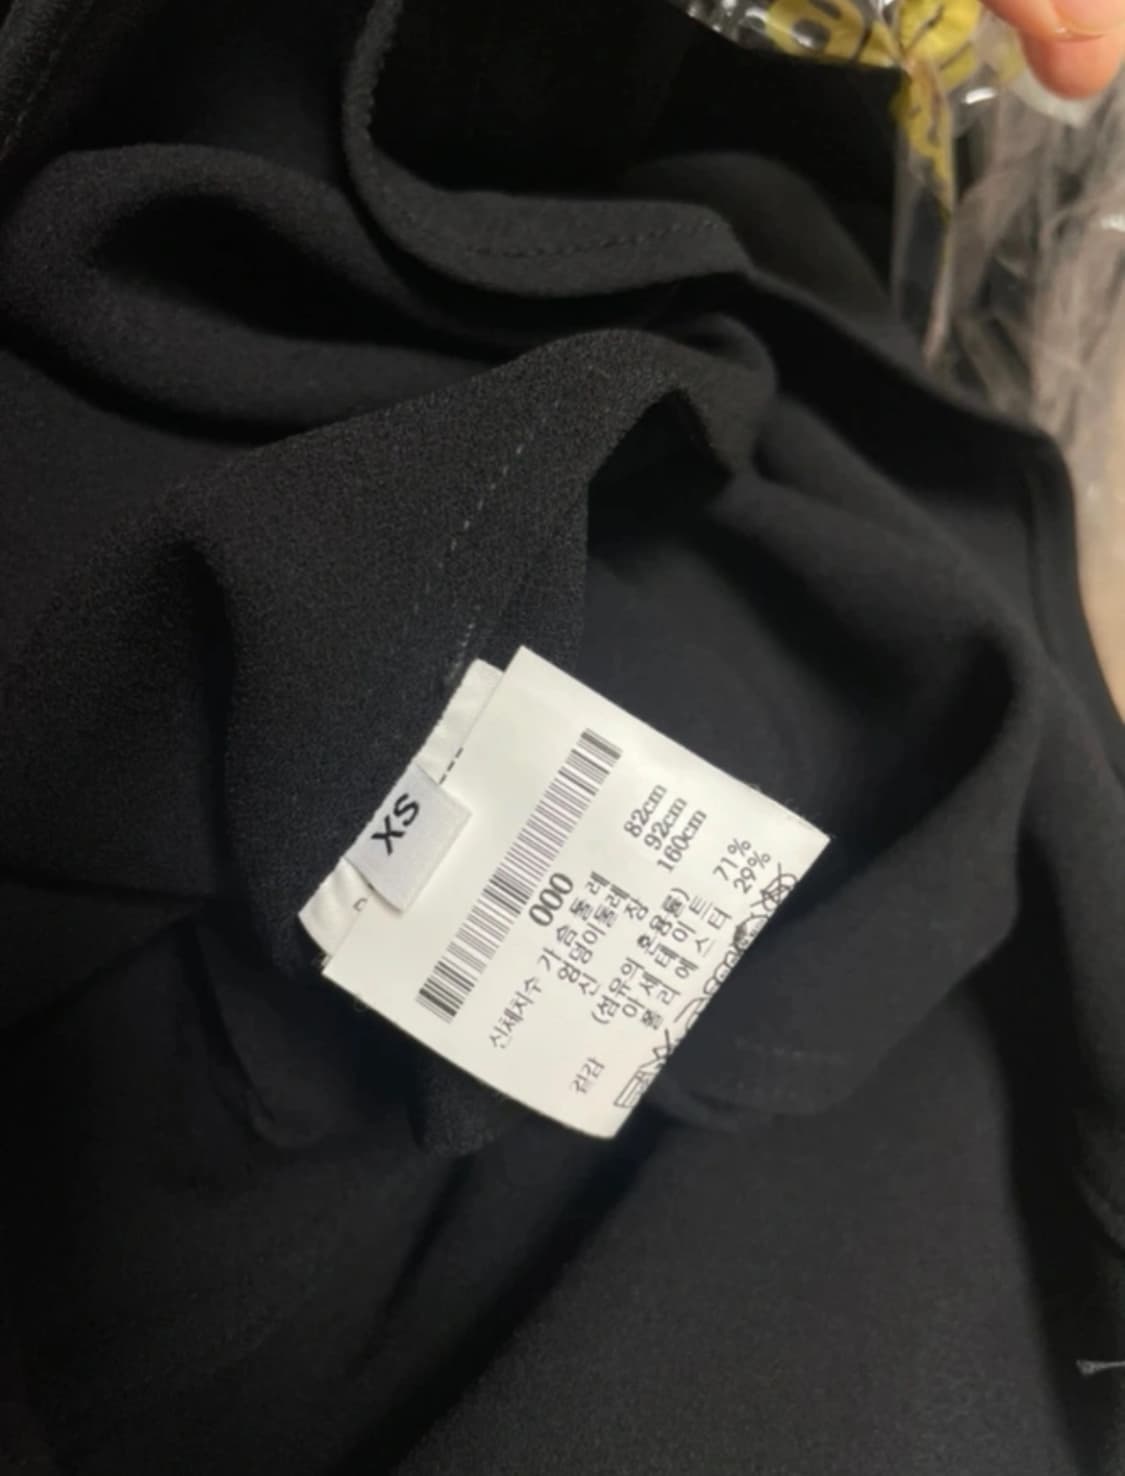 XS
000
신체치수 가슴둘레 82cm
엉덩이둘레 92cm
신장 160cm
(섬유의 혼용률)
겉감 아세테이트 71%
폴리에스터 29%